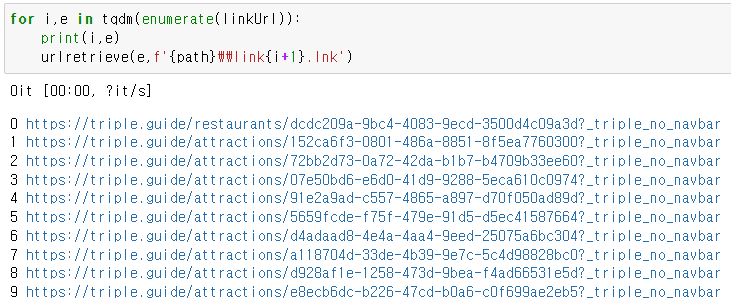 for i,e in tqdm(enumerate(linkUrl)):
print(i,e)
urlretrieve(e,f'{path}₩₩link{i+1}.lnk')
0it [00:00, ?it/s]
0 https://triple.guide/restaurants/dcdc209a-9bc4-4083-9ecd-3500d4c09a3d?_triple_no_navbar
1 https://triple.guide/attractions/152ca6f3-0801-486a-8851-8f5ea7760300?_triple_no_navbar
2 https://triple.guide/attractions/72bb2d73-0a72-42da-b1b7-b4709b33ee60?_triple_no_navbar
3 https://triple.guide/attractions/07e50bd6-e6d0-41d9-9288-5eca610c0974?_triple_no_navbar
4 https://triple.guide/attractions/91e2a9ad-c557-4865-a897-d70f050ad89d?_triple_no_navbar
5 https://triple.guide/attractions/5659fcde-f75f-479e-91d5-d5ec41587664?_triple_no_navbar
6 https://triple.guide/attractions/d4adaad8-4e4a-4aa4-9eed-25075a6bc304?_triple_no_navbar
7 https://triple.guide/attractions/a118704d-33de-4b39-9e7c-5c4d98828bc0?_triple_no_navbar
8 https://triple.guide/attractions/d928af1e-1258-473d-9bea-f4ad66531e5d?_triple_no_navbar
9 https://triple.guide/attractions/e8ecb6dc-b226-47cd-b0a6-c0f699ae2eb5?_triple_no_navbar